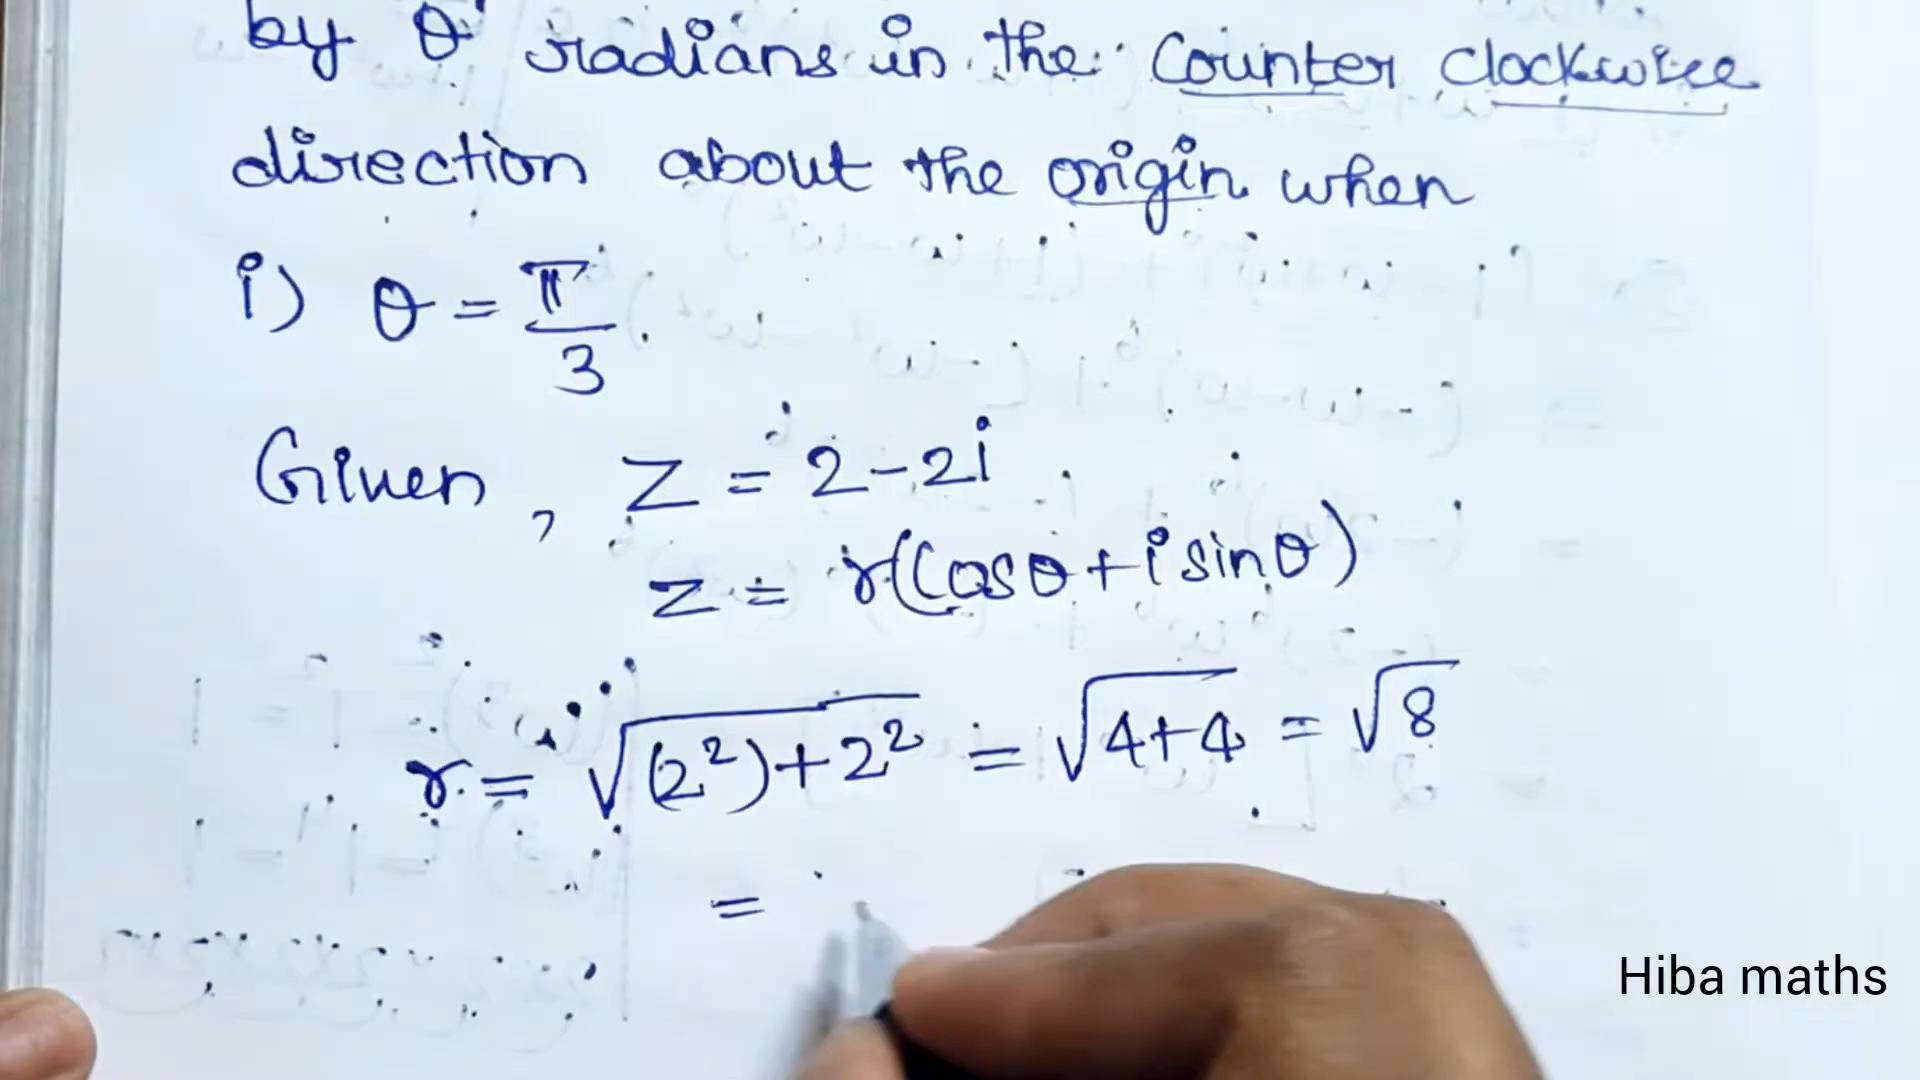 by θ radians in the Counter clockwise
direction about the origin when
i) θ = π/3.
Given, z = 2-2i
z = r(Cosθ + i sinθ)
r = √(2²)+2² = √4+4 = √8
=
Hiba maths